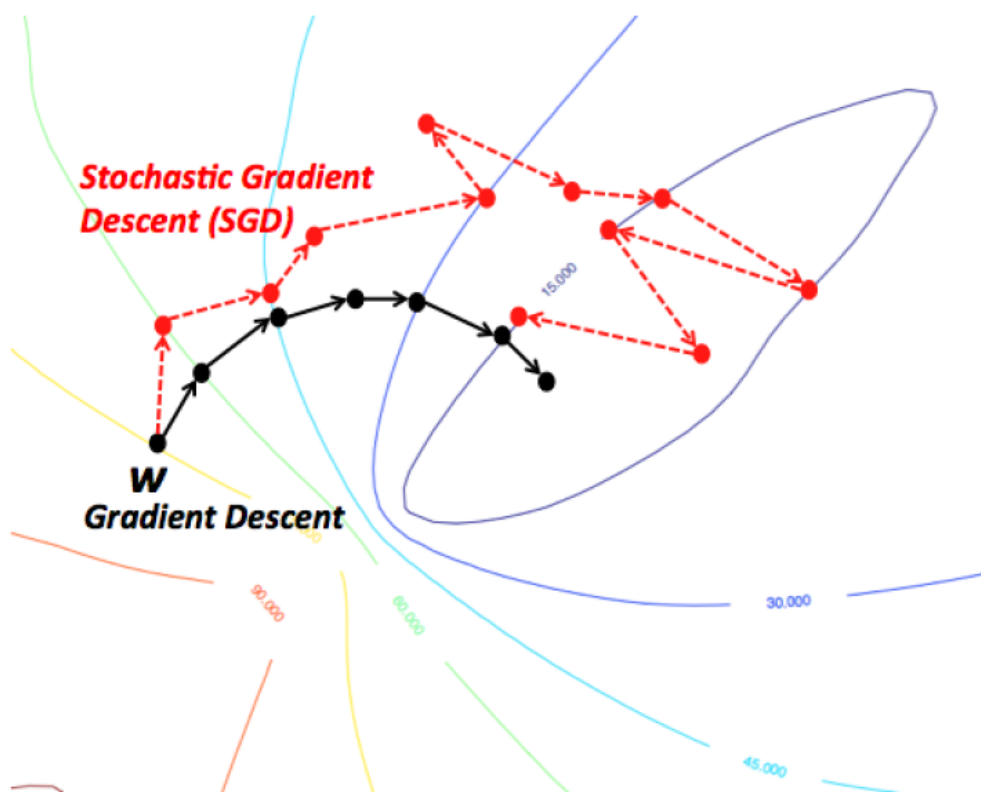 Stochastic Gradient
Descent (SGD)
15.000
W
Gradient Descent
90.000
60.000
30.000
45.000